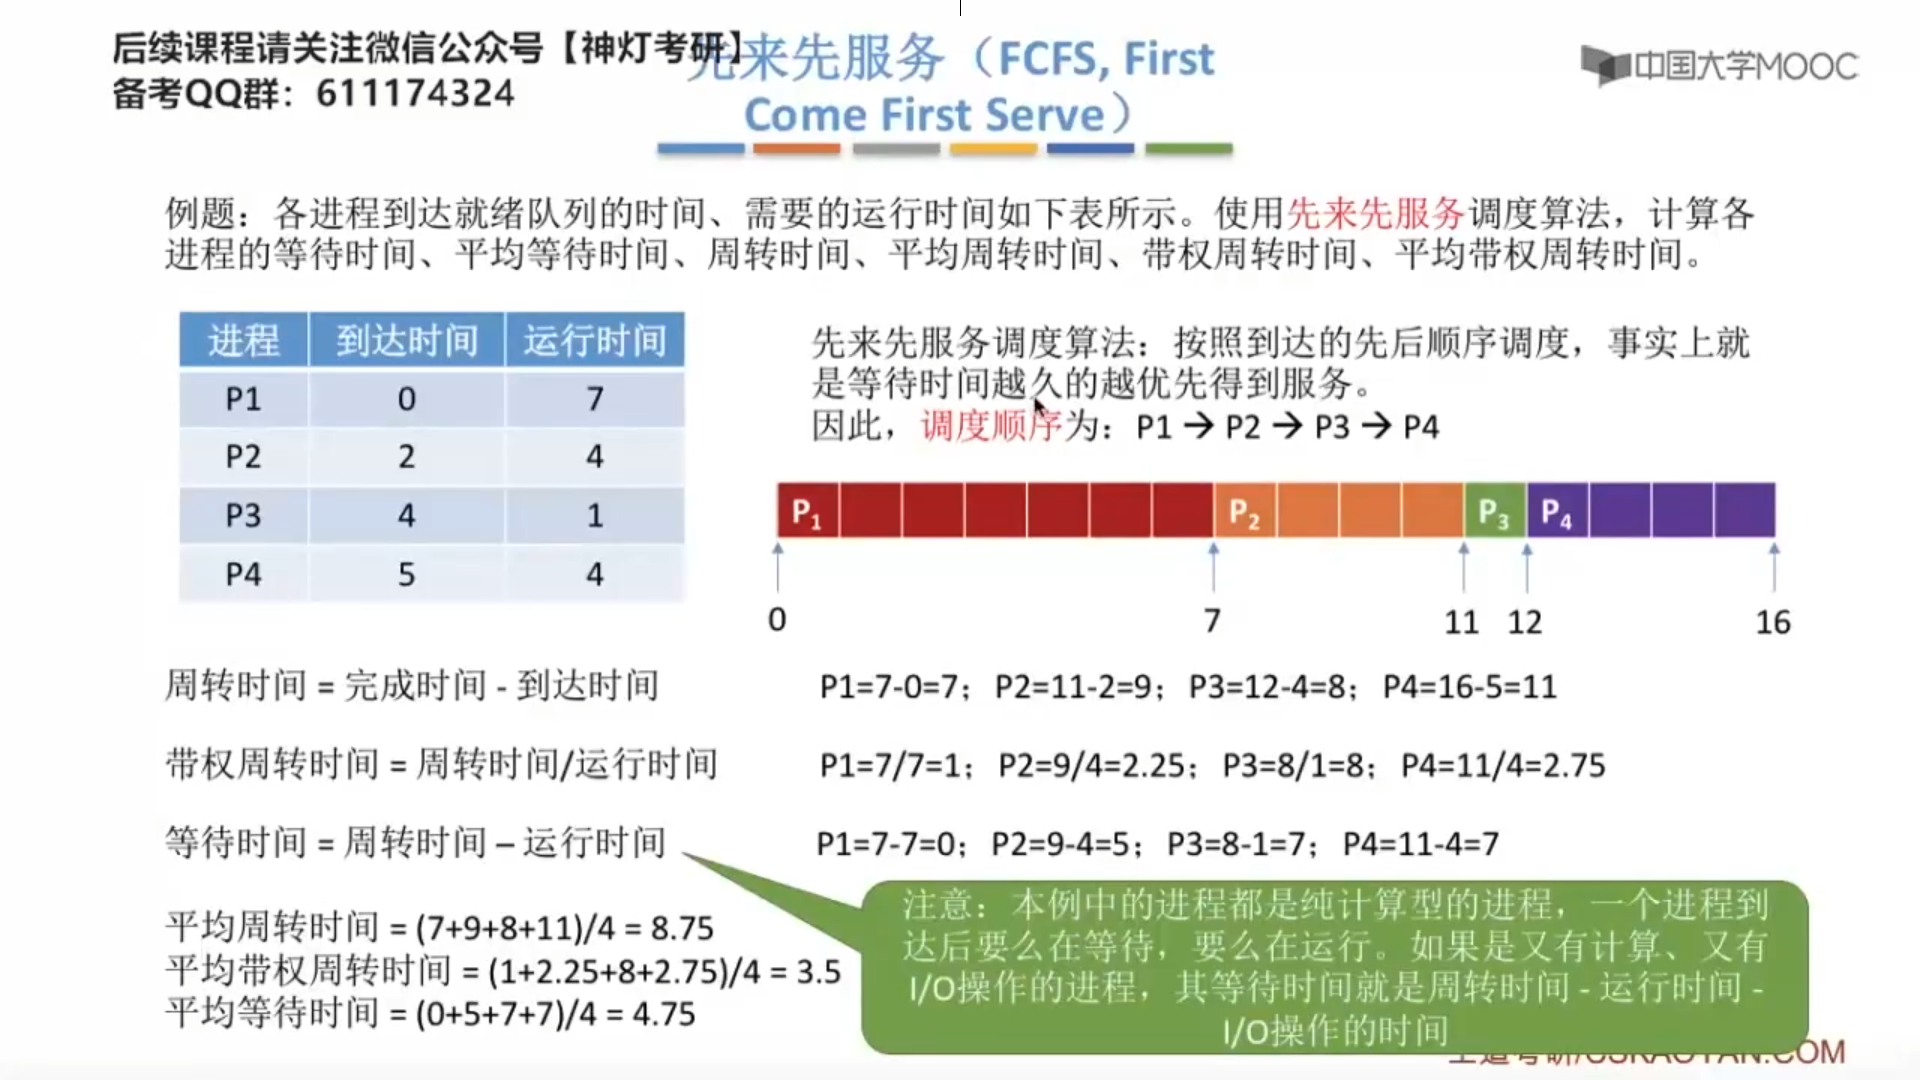 后续课程请关注微信公众号【神灯考研】
备考QQ群：611174324
先来先服务（FCFS, First
Come First Serve）
中国大学MOOC
例题：各进程到达就绪队列的时间、需要的运行时间如下表所示。使用先来先服务调度算法，计算各
进程的等待时间、平均等待时间、周转时间、平均周转时间、带权周转时间、平均带权周转时间。
进程 到达时间 运行时间
P1 0 7
P2 2 4
P3 4 1
P4 5 4
先来先服务调度算法：按照到达的先后顺序调度，事实上就
是等待时间越久的越优先得到服务。
因此，调度顺序为：P1 → P2 → P3 → P4
P1 P2 P3 P4
0 7 11 12 16
周转时间 = 完成时间 - 到达时间
P1=7-0=7；P2=11-2=9；P3=12-4=8；P4=16-5=11
带权周转时间 = 周转时间/运行时间
P1=7/7=1；P2=9/4=2.25；P3=8/1=8；P4=11/4=2.75
等待时间 = 周转时间 – 运行时间
P1=7-7=0；P2=9-4=5；P3=8-1=7；P4=11-4=7
平均周转时间 = (7+9+8+11)/4 = 8.75
平均带权周转时间 = (1+2.25+8+2.75)/4 = 3.5
平均等待时间 = (0+5+7+7)/4 = 4.75
注意：本例中的进程都是纯计算型的进程，一个进程到
达后要么在等待，要么在运行。如果是又有计算、又有
I/O操作的进程，其等待时间就是周转时间 - 运行时间 -
I/O操作的时间
王道考研/CSKAOYAN.COM